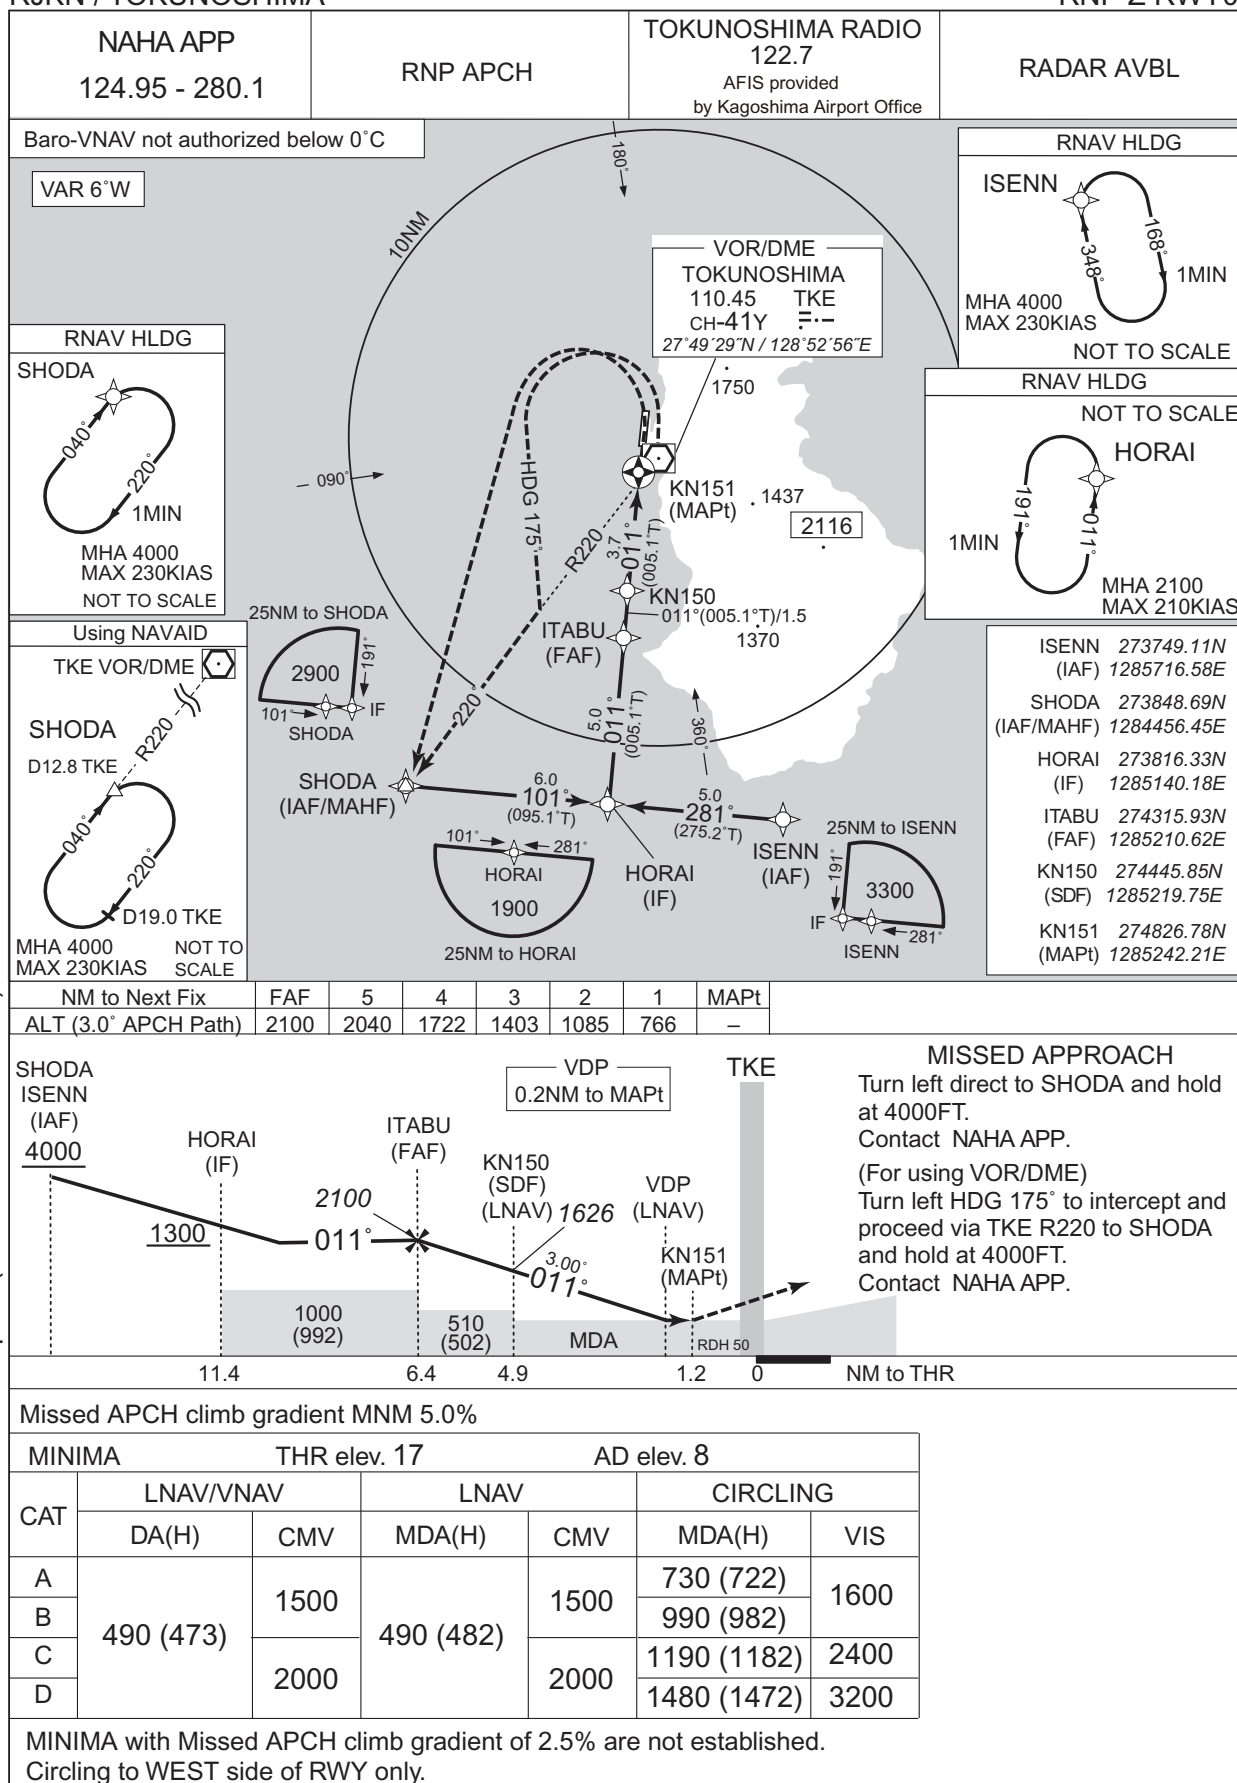 RJKN / TOKUNOSHIMA
RNP Z RWY
NAHA APP
124.95 - 280.1
RNP APCH
TOKUNOSHIMA RADIO
122.7
AFIS provided
by Kagoshima Airport Office
RADAR AVBL
Baro-VNAV not authorized below 0˚C
VAR 6˚W
180˚
10NM
090˚
VOR/DME
TOKUNOSHIMA
110.45 TKE
CH-41Y
27˚49´29˝N / 128˚52´56˝E
RNAV HLDG
ISENN
168˚
348˚
1MIN
MHA 4000
MAX 230KIAS
NOT TO SCALE
RNAV HLDG
SHODA
040˚
220˚
1MIN
MHA 4000
MAX 230KIAS
NOT TO SCALE
RNAV HLDG
NOT TO SCALE
HORAI
191˚
011˚
1MIN
MHA 2100
MAX 210KIAS
1750
KN151
(MAPt)
1437
2116
HDG 175˚
R220
3.7
011˚
(005.1˚T)
KN150
011˚(005.1˚T)/1.5
1370
ITABU
(FAF)
5.0
011˚
(005.1˚T)
360˚
220˚
25NM to SHODA
2900
191˚
101˚
IF
SHODA
Using NAVAID
TKE VOR/DME
R220
SHODA
D12.8 TKE
040˚
220˚
D19.0 TKE
MHA 4000
MAX 230KIAS
NOT TO
SCALE
SHODA
(IAF/MAHF)
6.0
101˚
(095.1˚T)
5.0
281˚
(275.2˚T)
HORAI
(IF)
ISENN
(IAF)
101˚
281˚
HORAI
1900
25NM to HORAI
25NM to ISENN
191˚
3300
IF
281˚
ISENN
ISENN 273749.11N
(IAF) 1285716.58E
SHODA 273848.69N
(IAF/MAHF) 1284456.45E
HORAI 273816.33N
(IF) 1285140.18E
ITABU 274315.93N
(FAF) 1285210.62E
KN150 274445.85N
(SDF) 1285219.75E
KN151 274826.78N
(MAPt) 1285242.21E
NM to Next Fix FAF 5 4 3 2 1 MAPt
ALT (3.0˚ APCH Path) 2100 2040 1722 1403 1085 766 –
SHODA
ISENN
(IAF)
4000
HORAI
(IF)
1300
ITABU
(FAF)
2100
011˚
VDP
0.2NM to MAPt
KN150
(SDF)
(LNAV)
1626
3.00˚
011˚
VDP
(LNAV)
KN151
(MAPt)
TKE
1000
(992)
510
(502)
MDA
RDH 50
11.4 6.4 4.9 1.2 0 NM to THR
MISSED APPROACH
Turn left direct to SHODA and hold
at 4000FT.
Contact NAHA APP.
(For using VOR/DME)
Turn left HDG 175˚ to intercept and
proceed via TKE R220 to SHODA
and hold at 4000FT.
Contact NAHA APP.
Missed APCH climb gradient MNM 5.0%
MINIMA THR elev. 17 AD elev. 8
CAT LNAV/VNAV LNAV CIRCLING
DA(H) CMV MDA(H) CMV MDA(H) VIS
A 490 (473) 1500 490 (482) 1500 730 (722) 1600
B 990 (982)
C 2000 2000 1190 (1182) 2400
D 1480 (1472) 3200
MINIMA with Missed APCH climb gradient of 2.5% are not established.
Circling to WEST side of RWY only.